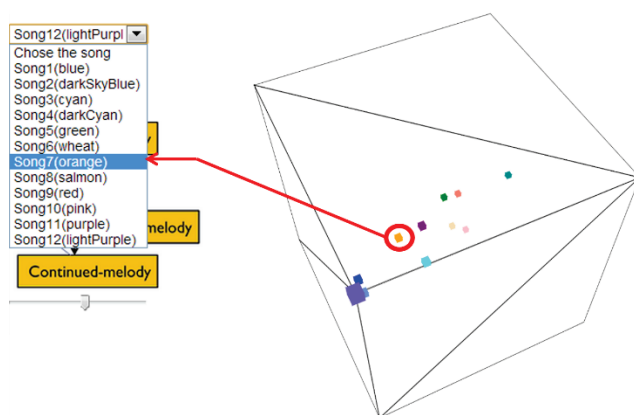 Song12(lightPurpl
Chose the song
Song1(blue)
Song2(darkSkyBlue)
Song3(cyan)
Song4(darkCyan)
Song5(green)
Song6(wheat)
Song7(orange)
Song8(salmon)
Song9(red)
Song10(pink)
Song11(purple)
Song12(lightPurple)
melody
Continued-melody